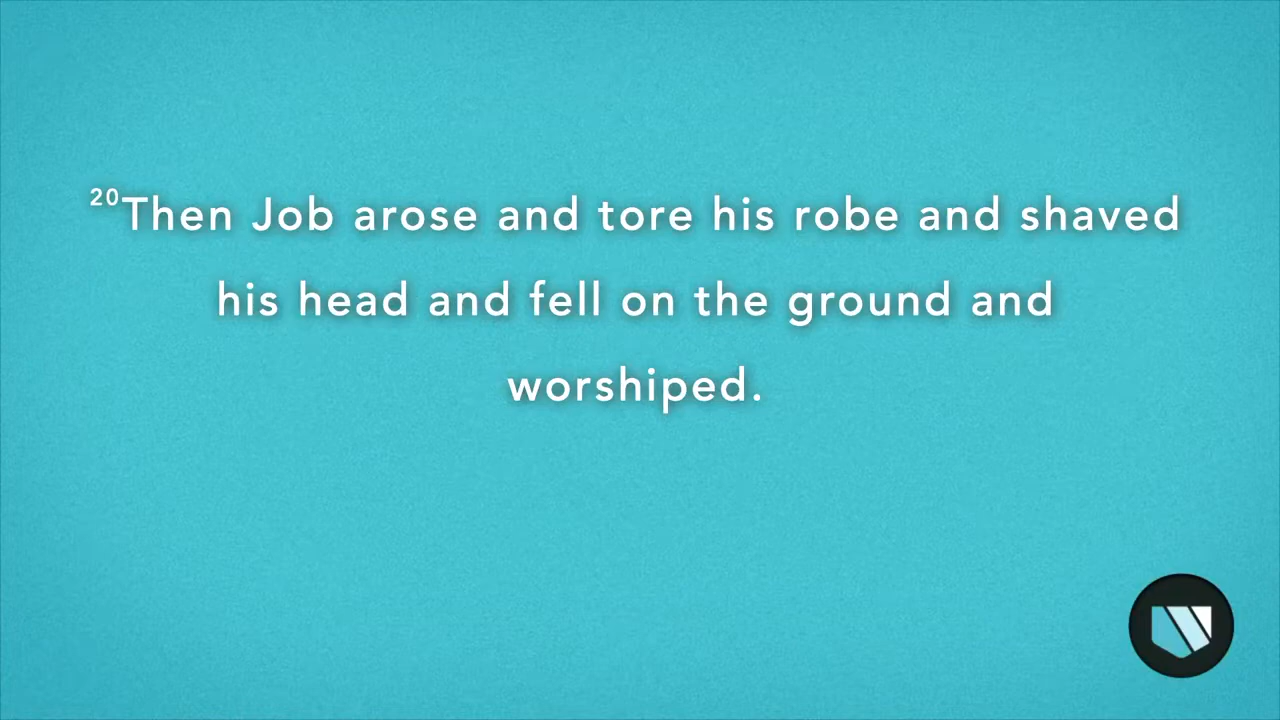 20Then Job arose and tore his robe and shaved
his head and fell on the ground and
worshiped.